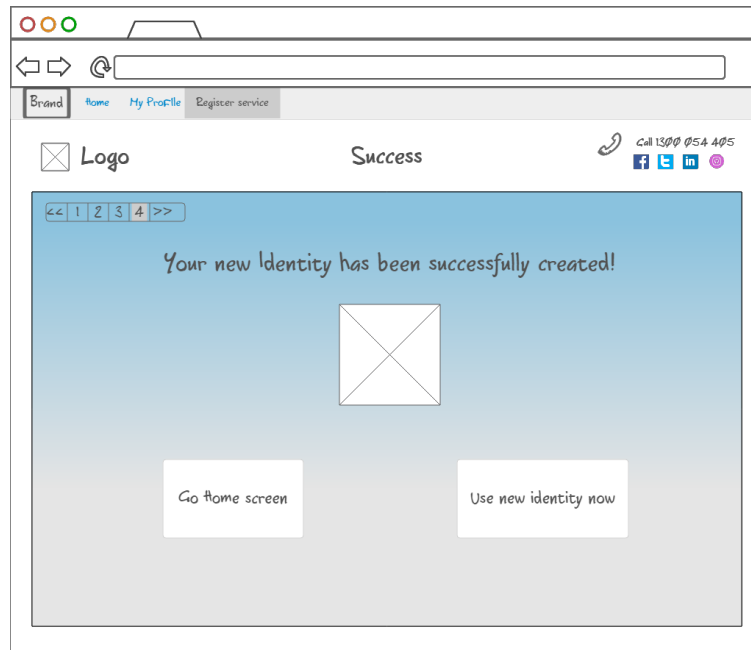 Brand Home My Profile Register service
Logo
Success
Call 1300 054 405
<< 1 2 3 4 >>
Your new Identity has been successfully created!
Go Home screen
Use new identity now